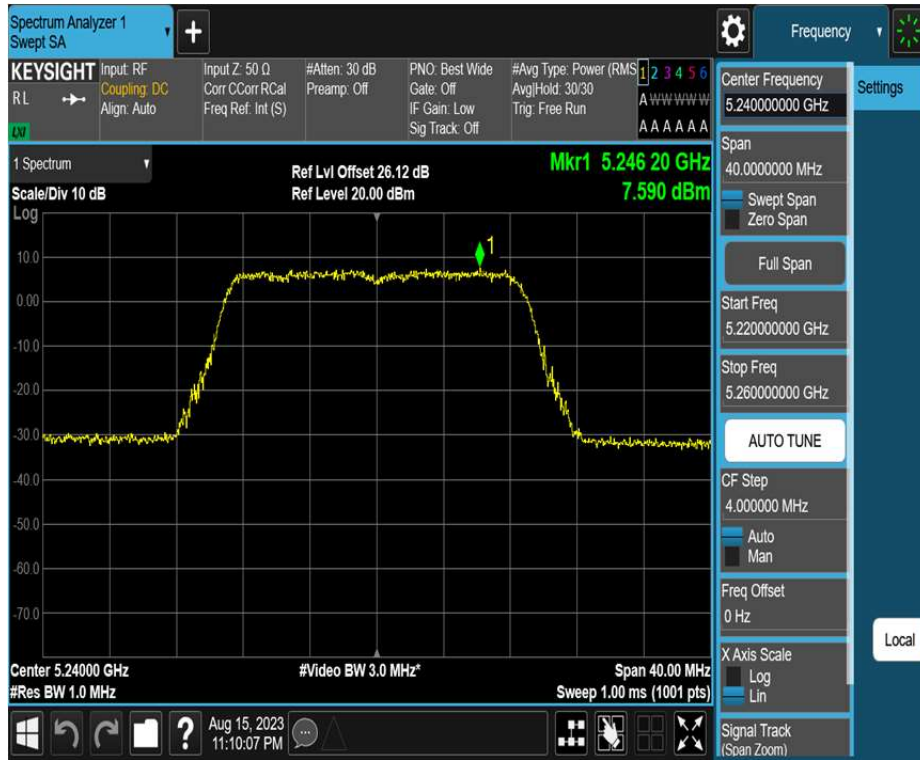 Spectrum Analyzer 1
Swept SA
+
Frequency
KEYSIGHT
RL
LXI
Input: RF
Coupling: DC
Align: Auto
Input Z: 50 Ω
Corr CCorr RCal
Freq Ref: Int (S)
#Atten: 30 dB
Preamp: Off
PNO: Best Wide
Gate: Off
IF Gain: Low
Sig Track: Off
#Avg Type: Power (RMS
Avg|Hold: 30/30
Trig: Free Run
1 2 3 4 5 6
A W W W W W
A A A A A A
1 Spectrum
Scale/Div 10 dB
Log
Ref Lvl Offset 26.12 dB
Ref Level 20.00 dBm
Mkr1 5.246 20 GHz
7.590 dBm
1
10.0
0.00
-10.0
-20.0
-30.0
-40.0
-50.0
-60.0
-70.0
Center 5.24000 GHz
#Res BW 1.0 MHz
#Video BW 3.0 MHz*
Span 40.00 MHz
Sweep 1.00 ms (1001 pts)
?
Aug 15, 2023
11:10:07 PM
Center Frequency
5.240000000 GHz
Span
40.0000000 MHz
Swept Span
Zero Span
Full Span
Start Freq
5.220000000 GHz
Stop Freq
5.260000000 GHz
AUTO TUNE
CF Step
4.000000 MHz
Auto
Man
Freq Offset
0 Hz
X Axis Scale
Log
Lin
Signal Track
(Span Zoom)
Settings
Local